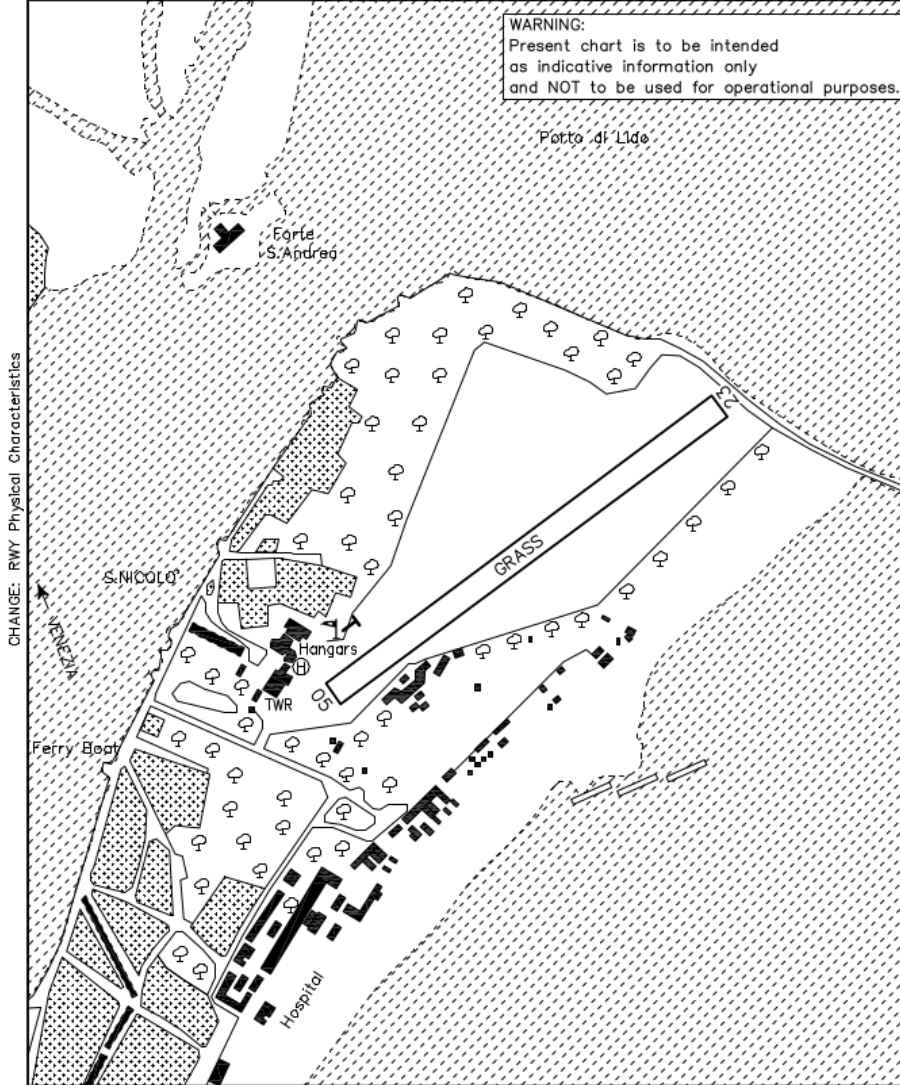 WARNING:
Present chart is to be intended
as indicative information only
and NOT to be used for operational purposes.
Porto di Lido
Forte
S.Andrea
CHANGE: RWY Physical Characteristics
23
GRASS
S.NICOLO'
VENEZIA
Hangars
H
05
TWR
Ferry Boat
Hospital